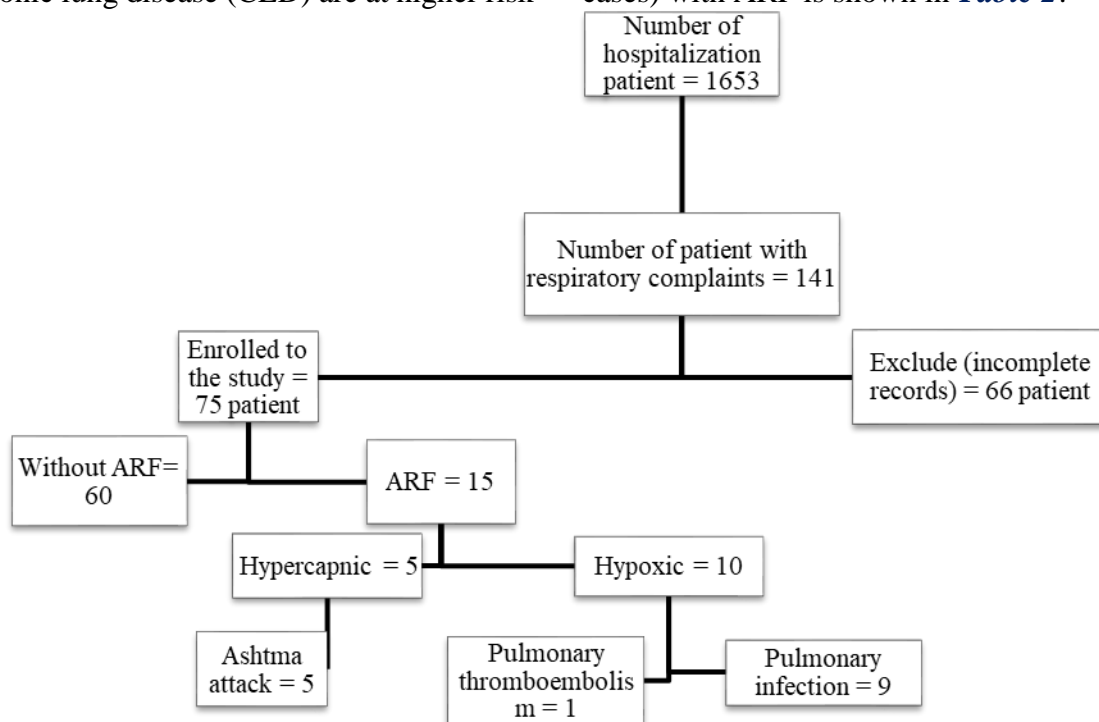 onic lung disease (CLD) are at higher risk
cases) with ARF is shown in Table 2.
Number of
hospitalization
patient = 1653
Number of patient with
respiratory complaints = 141
Enrolled to
the study =
75 patient
Exclude (incomplete
records) = 66 patient
Without ARF=
60
ARF = 15
Hypercapnic = 5
Hypoxic = 10
Ashtma
attack = 5
Pulmonary
thromboembolis
m = 1
Pulmonary
infection = 9